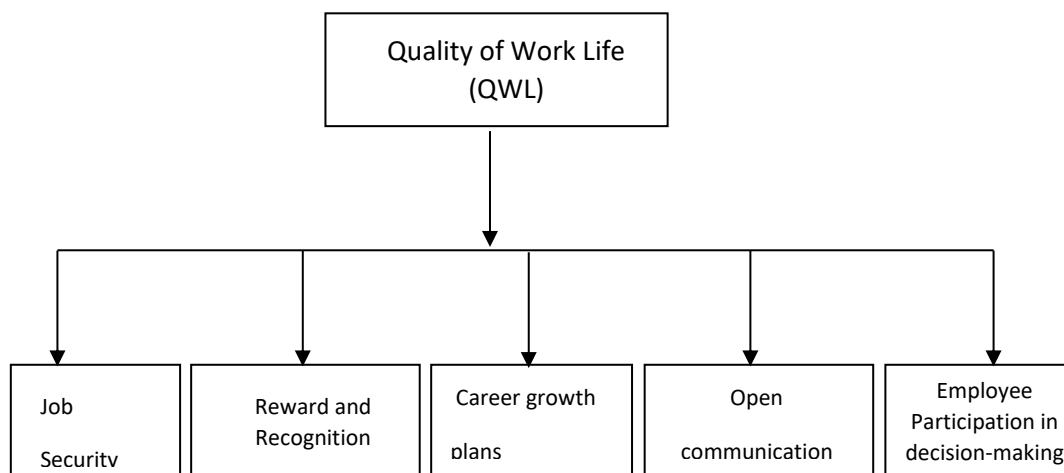 Quality of Work Life
(QWL)
Job
Security
Reward and
Recognition
Career growth
plans
Open
communication
Employee
Participation in
decision-making